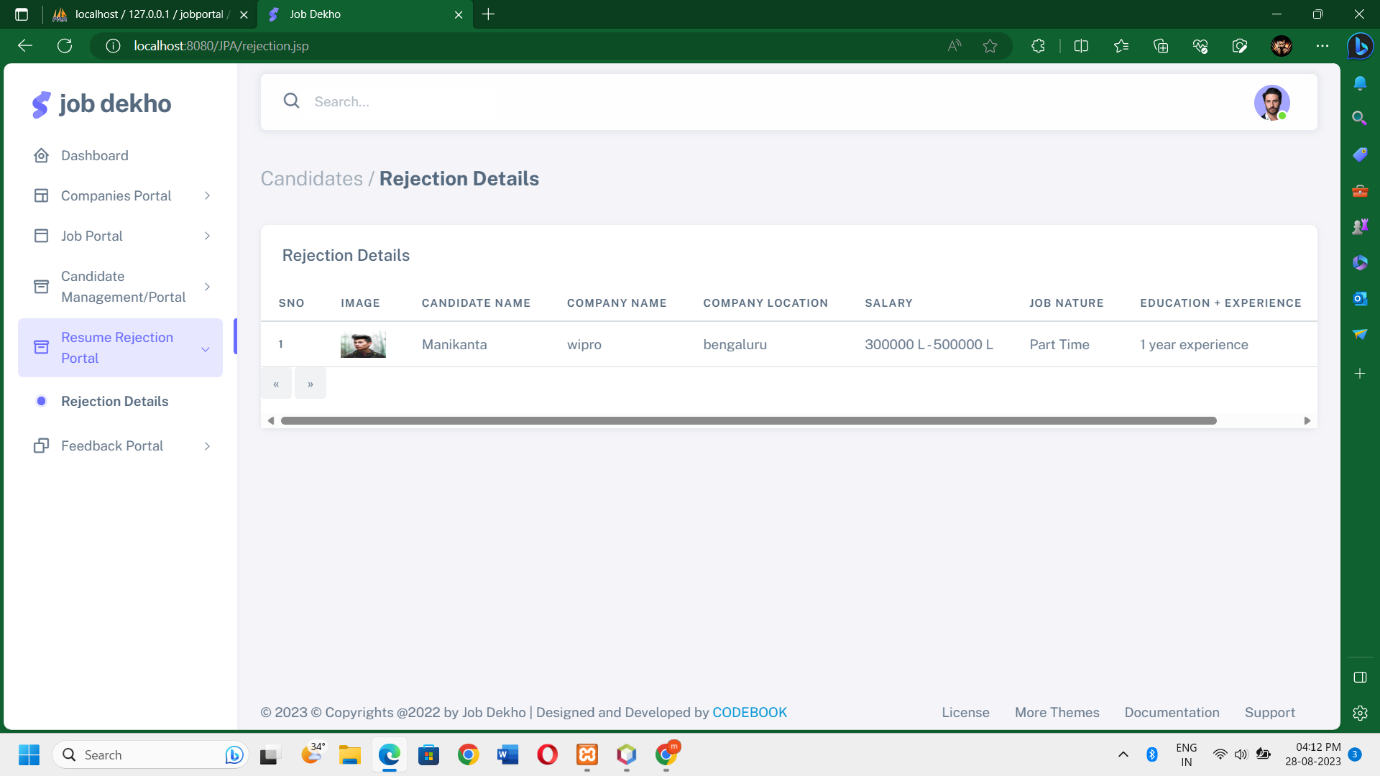 localhost / 127.0.0.1 / jobportal /
Job Dekho
localhost:8080/JPA/rejection.jsp
job dekho
Search...
Dashboard
Companies Portal
Candidates / Rejection Details
Job Portal
Rejection Details
Candidate
Management/Portal
SNO IMAGE CANDIDATE NAME COMPANY NAME COMPANY LOCATION SALARY JOB NATURE EDUCATION + EXPERIENCE
Resume Rejection
Portal
1 Manikanta wipro bengaluru 300000 L - 500000 L Part Time 1 year experience
« »
Rejection Details
Feedback Portal
© 2023 © Copyrights @2022 by Job Dekho | Designed and Developed by CODEBOOK
License More Themes Documentation Support
Search
34°
m
ENG
IN
04:12 PM
28-08-2023
3